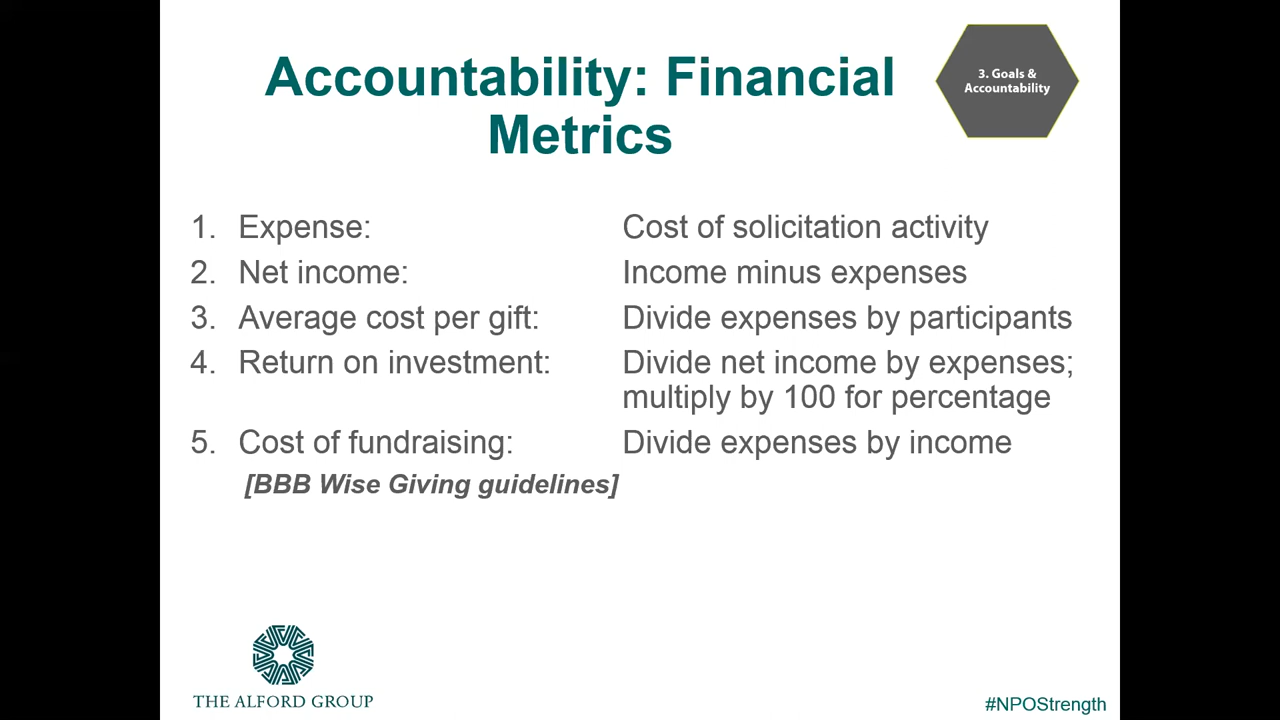 Accountability: Financial
Metrics
3. Goals &
Accountability
1. Expense: Cost of solicitation activity
2. Net income: Income minus expenses
3. Average cost per gift: Divide expenses by participants
4. Return on investment: Divide net income by expenses;
multiply by 100 for percentage
5. Cost of fundraising: Divide expenses by income
[BBB Wise Giving guidelines]
THE ALFORD GROUP
#NPOStrength